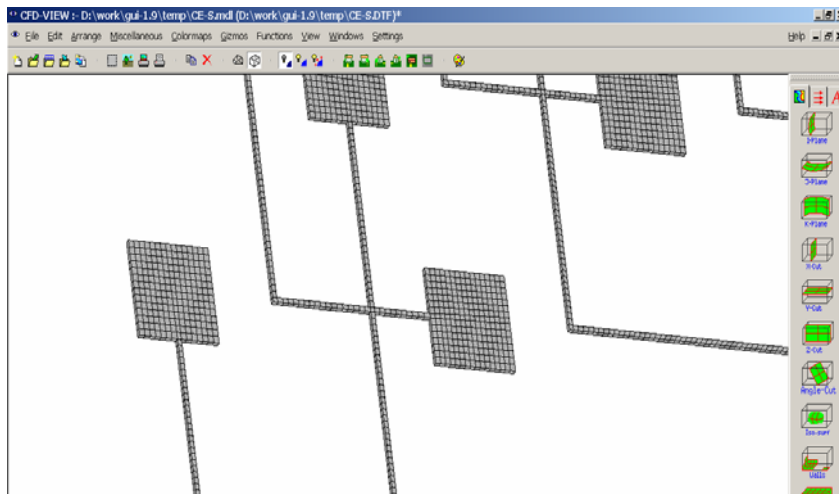 CFD-VIEW :- D:\work\gui-1.9\temp\CE-S.mdl (D:\work\gui-1.9\temp\CE-S.DTF)*
File Edit Arrange Miscellaneous Colormaps Gizmos Functions View Windows Settings Help
I-Plane
J-Plane
K-Plane
X-Cut
Y-Cut
Z-Cut
Angle-Cut
Iso-surf
Walls